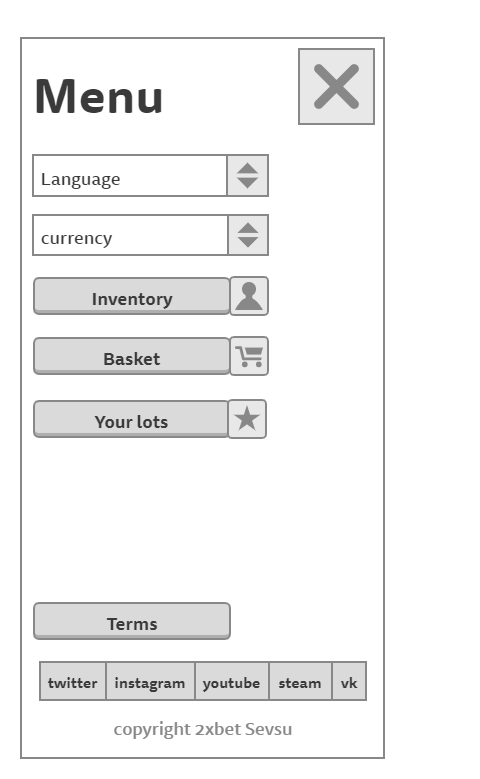 Menu
Language
currency
Inventory
Basket
Your lots
Terms
twitter instagram youtube steam vk
copyright 2xbet Sevsu